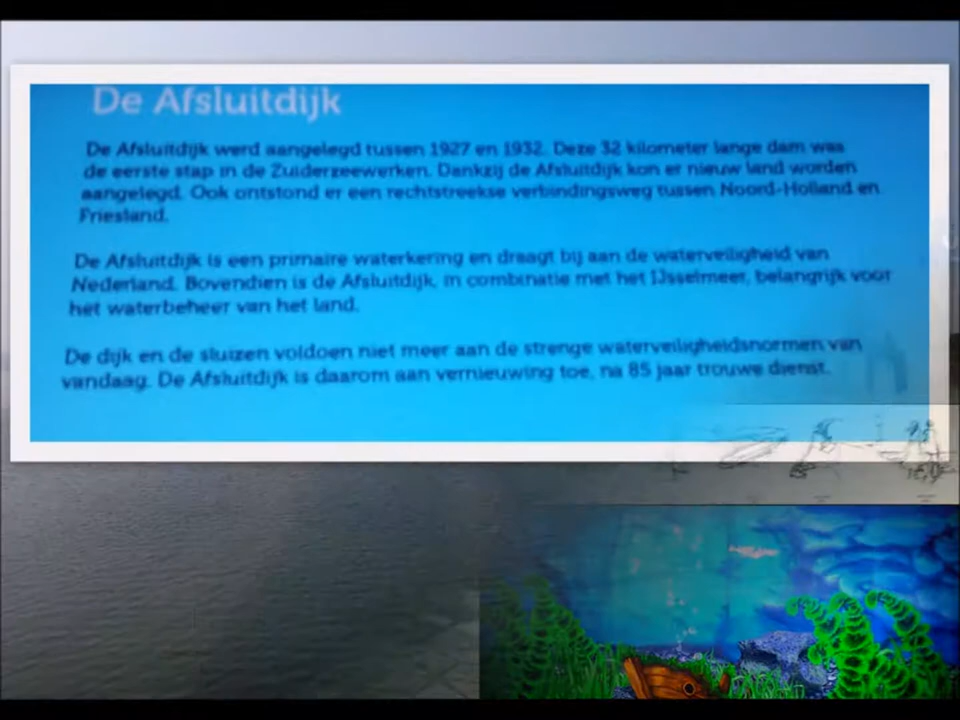 De Afsluitdijk
De Afsluitdijk werd aangelegd tussen 1927 en 1932. Deze 32 kilometer lange dam was
de eerste stap in de Zuiderzeewerken. Dankzij de Afsluitdijk kon er nieuw land worden
aangelegd. Ook ontstond er een rechtstreekse verbindingsweg tussen Noord-Holland en
Friesland.
De Afsluitdijk is een primaire waterkering en draagt bij aan de waterveiligheid van
Nederland. Bovendien is de Afsluitdijk, in combinatie met het IJsselmeer, belangrijk voor
het waterbeheer van het land.
De dijk en de sluizen voldoen niet meer aan de strenge waterveiligheidsnormen van
vandaag. De Afsluitdijk is daarom aan vernieuwing toe, na 85 jaar trouwe dienst.